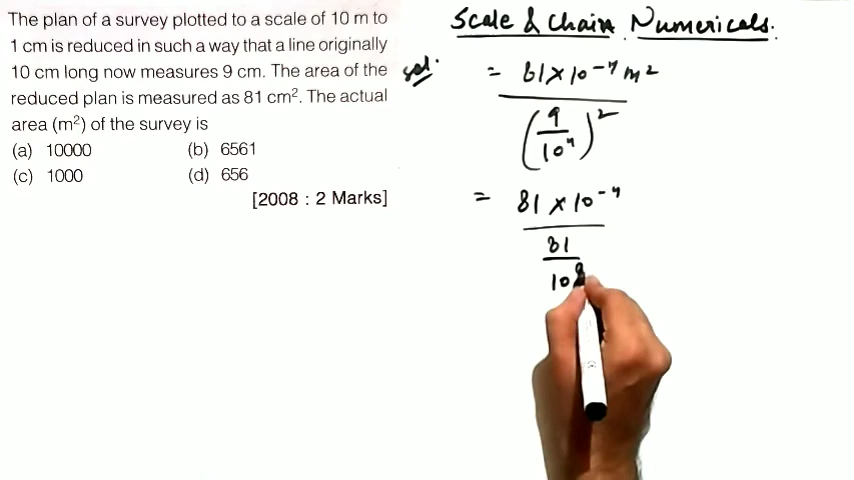 The plan of a survey plotted to a scale of 10 m to
1 cm is reduced in such a way that a line originally
10 cm long now measures 9 cm. The area of the
reduced plan is measured as 81 cm². The actual
area (m²) of the survey is
(a) 10000 (b) 6561
(c) 1000 (d) 656
[2008 : 2 Marks]
Scale & Chain Numericals.
Sol.
= 81 × 10⁻⁴ m²
(9/10⁴)²
= 81 × 10⁻⁴
81
10⁸